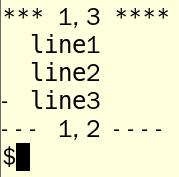 *** 1,3 ****
  line1
  line2
- line3
--- 1,2 ----
$